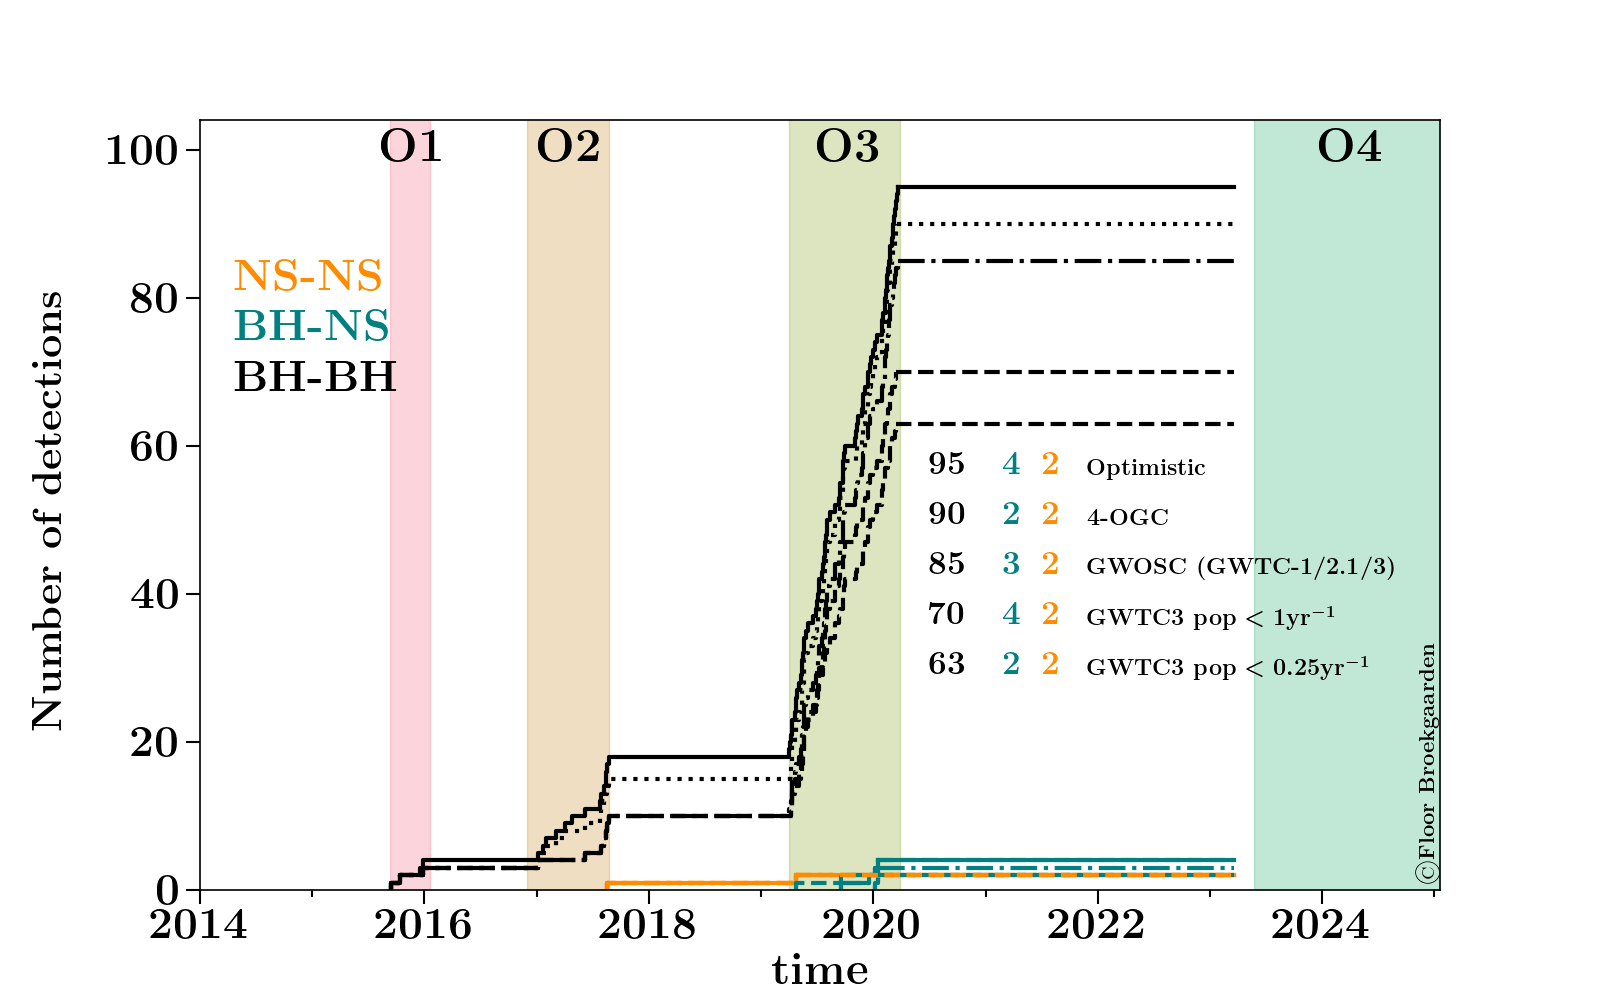 O1 O2 O3 O4
100
80
60
40
20
0
Number of detections
NS-NS
BH-NS
BH-BH
95 4 2 Optimistic
90 2 2 4-OGC
85 3 2 GWOSC (GWTC-1/2.1/3)
70 4 2 GWTC3 pop < 1yr⁻¹
63 2 2 GWTC3 pop < 0.25yr⁻¹
©Floor Broekgaarden
2014 2016 2018 2020 2022 2024
time